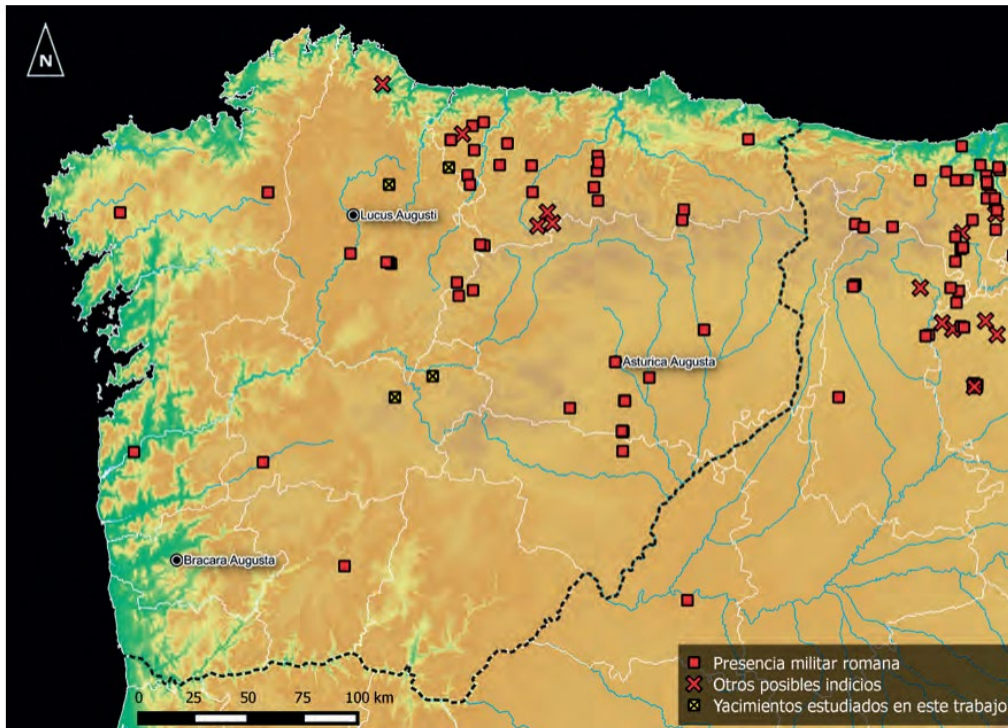 N
Lucus Augusti
Asturica Augusta
Bracara Augusta
Presencia militar romana
Otros posibles indicios
Yacimientos estudiados en este trabajo
0 25 50 75 100 km